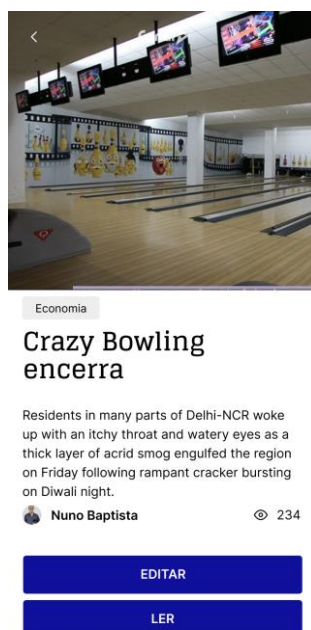 Economia
Crazy Bowling
encerra
Residents in many parts of Delhi-NCR woke
up with an itchy throat and watery eyes as a
thick layer of acrid smog engulfed the region
on Friday following rampant cracker bursting
on Diwali night.
Nuno Baptista
234
EDITAR
LER